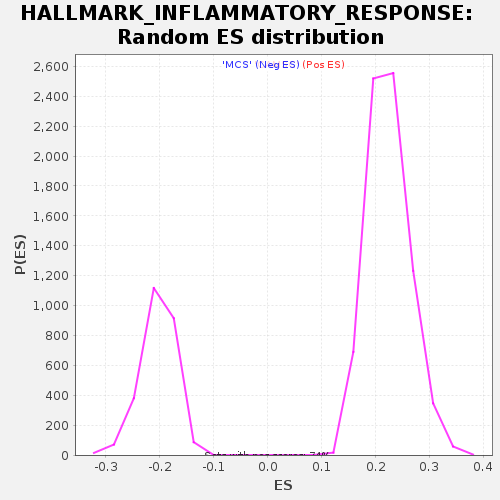 HALLMARK_INFLAMMATORY_RESPONSE:
Random ES distribution
'MCS' (Neg ES) (Pos ES)
2,600
2,400
2,200
2,000
1,800
1,600
1,400
1,200
1,000
800
600
400
200
0
P(ES)
-0.3 -0.2 -0.1 0.0 0.1 0.2 0.3 0.4
ES